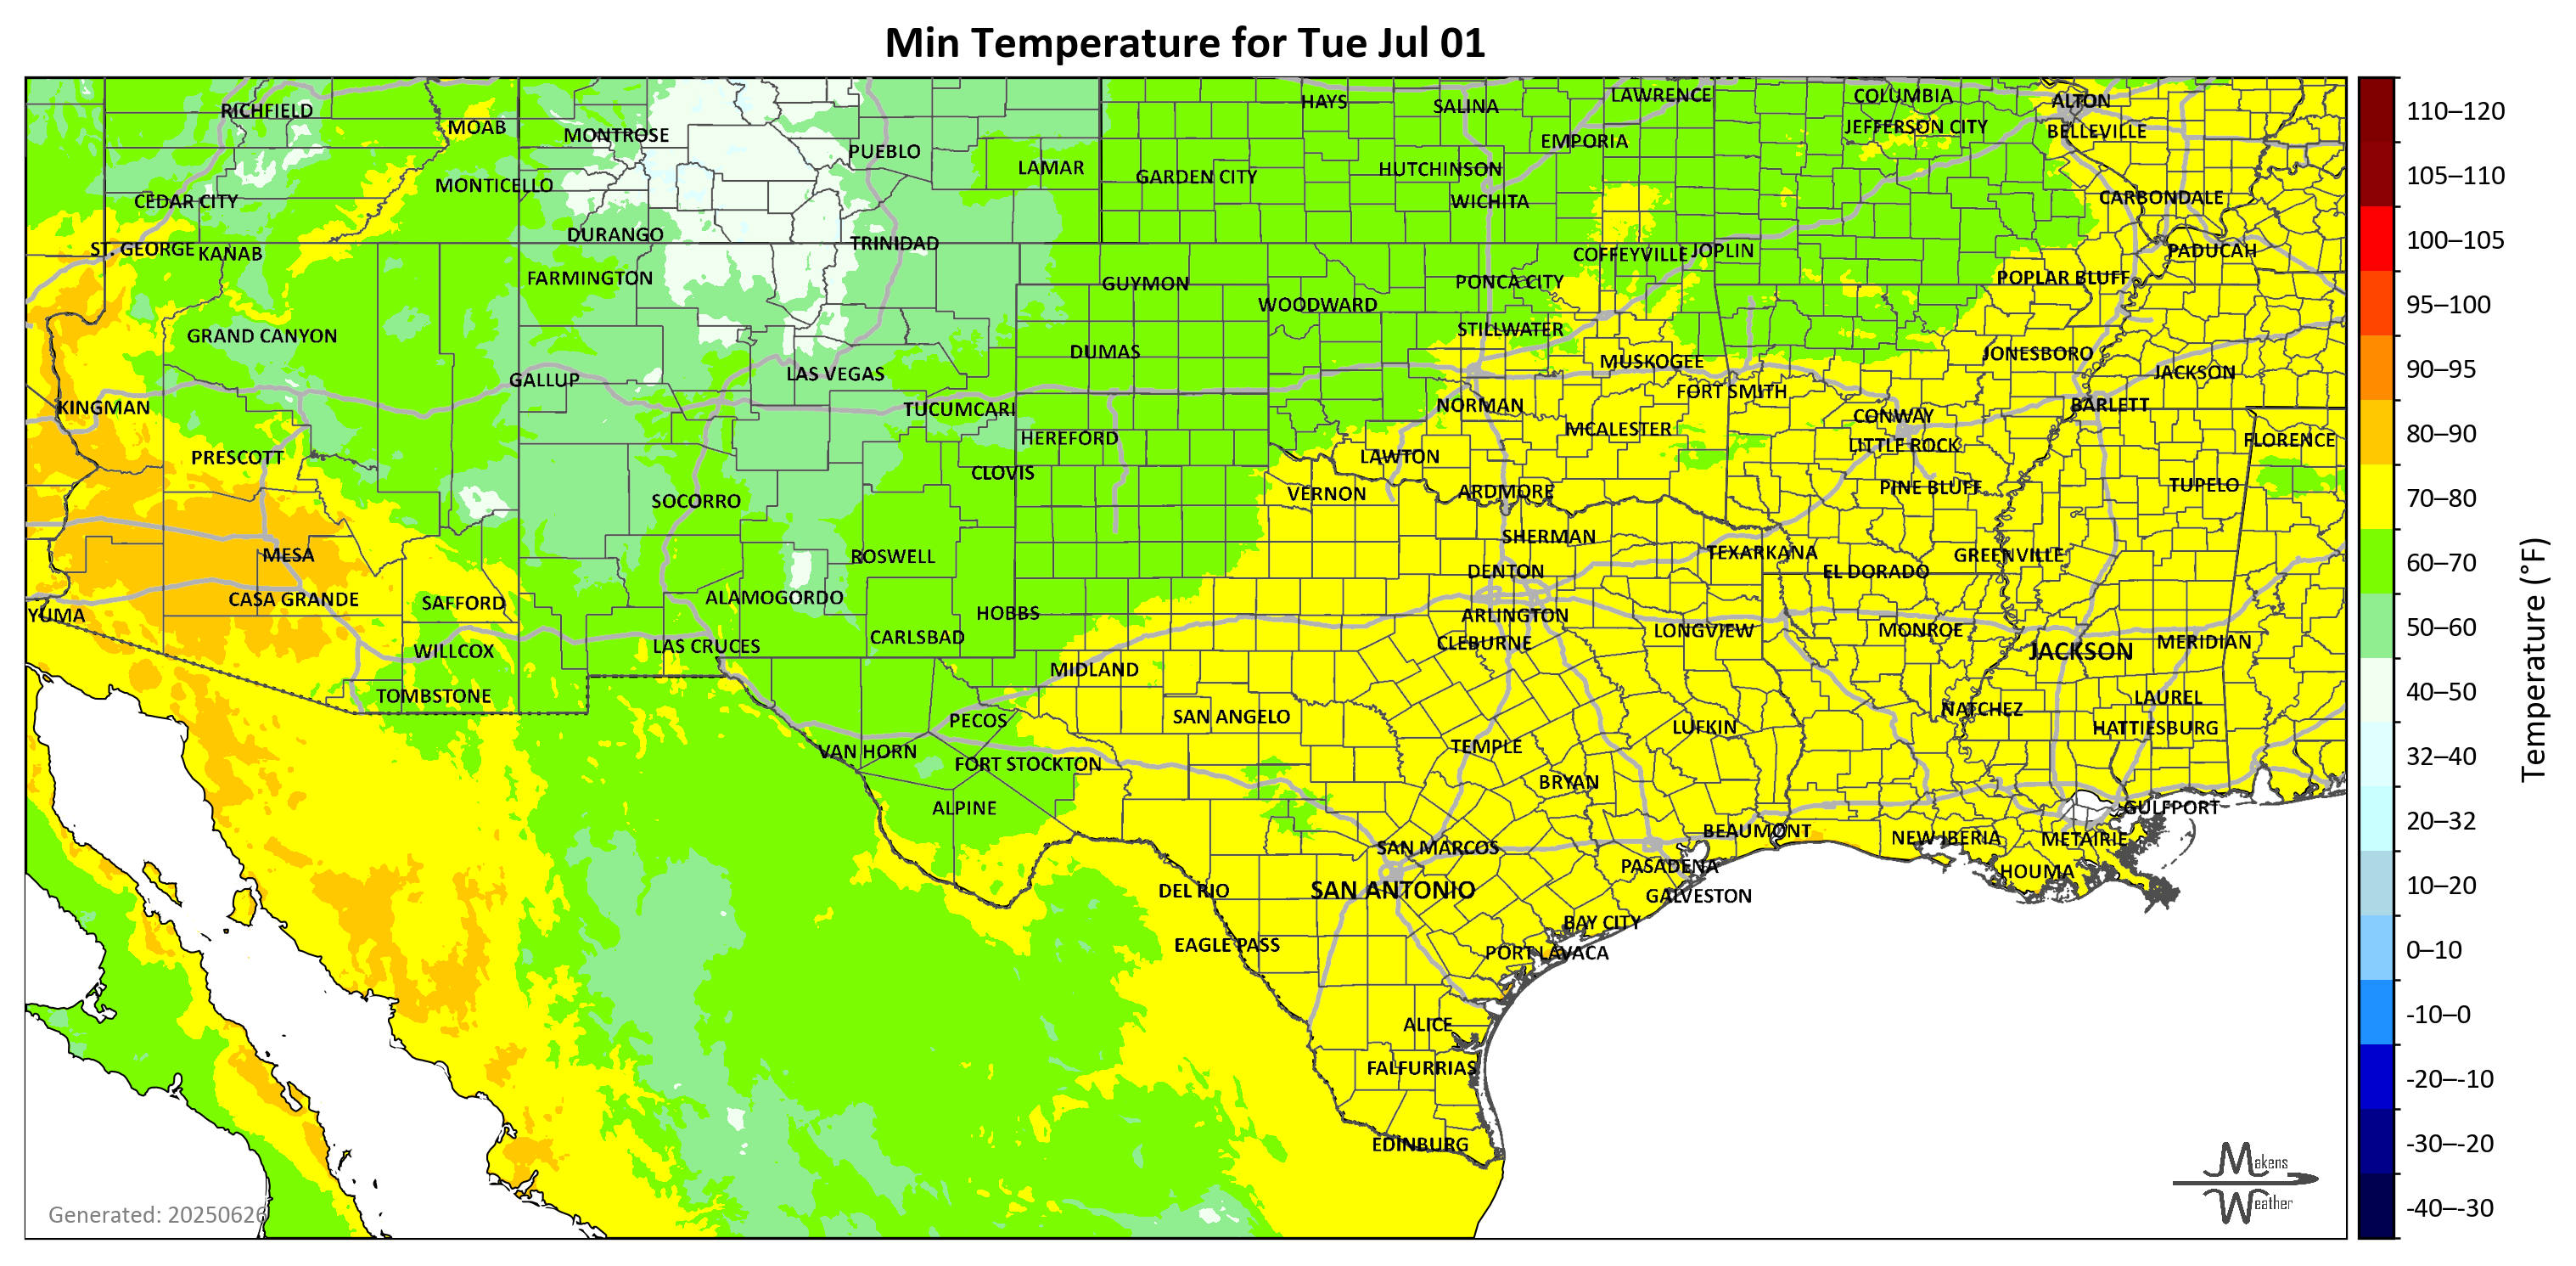 Min Temperature for Tue Jul 01
RICHFIELD
MOAB
MONTROSE
PUEBLO
LAMAR
HAYS
SALINA
LAWRENCE
COLUMBIA
ALTON
EMPORIA
JEFFERSON CITY
BELLEVILLE
CEDAR CITY
MONTICELLO
GARDEN CITY
HUTCHINSON
WICHITA
CARBONDALE
ST. GEORGE
KANAB
DURANGO
TRINIDAD
COFFEYVILLE
JOPLIN
PADUCAH
FARMINGTON
GUYMON
PONCA CITY
POPLAR BLUFF
WOODWARD
GRAND CANYON
STILLWATER
DUMAS
MUSKOGEE
JONESBORO
GALLUP
LAS VEGAS
FORT SMITH
JACKSON
KINGMAN
TUCUMCARI
NORMAN
CONWAY
BARLETT
HEREFORD
MCALESTER
LITTLE ROCK
FLORENCE
PRESCOTT
CLOVIS
LAWTON
SOCORRO
VERNON
ARDMORE
PINE BLUFF
TUPELO
MESA
ROSWELL
SHERMAN
TEXARKANA
GREENVILLE
DENTON
EL DORADO
CASA GRANDE
SAFFORD
ALAMOGORDO
HOBBS
ARLINGTON
YUMA
WILLCOX
LAS CRUCES
CARLSBAD
CLEBURNE
LONGVIEW
MONROE
JACKSON
MERIDIAN
MIDLAND
TOMBSTONE
PECOS
SAN ANGELO
LUFKIN
NATCHEZ
LAUREL
HATTIESBURG
VAN HORN
FORT STOCKTON
TEMPLE
BRYAN
ALPINE
GULFPORT
SAN MARCOS
BEAUMONT
NEW IBERIA
METAIRIE
DEL RIO
SAN ANTONIO
PASADENA
HOUMA
GALVESTON
EAGLE PASS
BAY CITY
PORT LAVACA
ALICE
FALFURRIAS
EDINBURG
Generated: 20250626
Makens
Weather
110–120
105–110
100–105
95–100
90–95
80–90
70–80
60–70
50–60
40–50
32–40
20–32
10–20
0–10
-10–0
-20–-10
-30–-20
-40–-30
Temperature (°F)